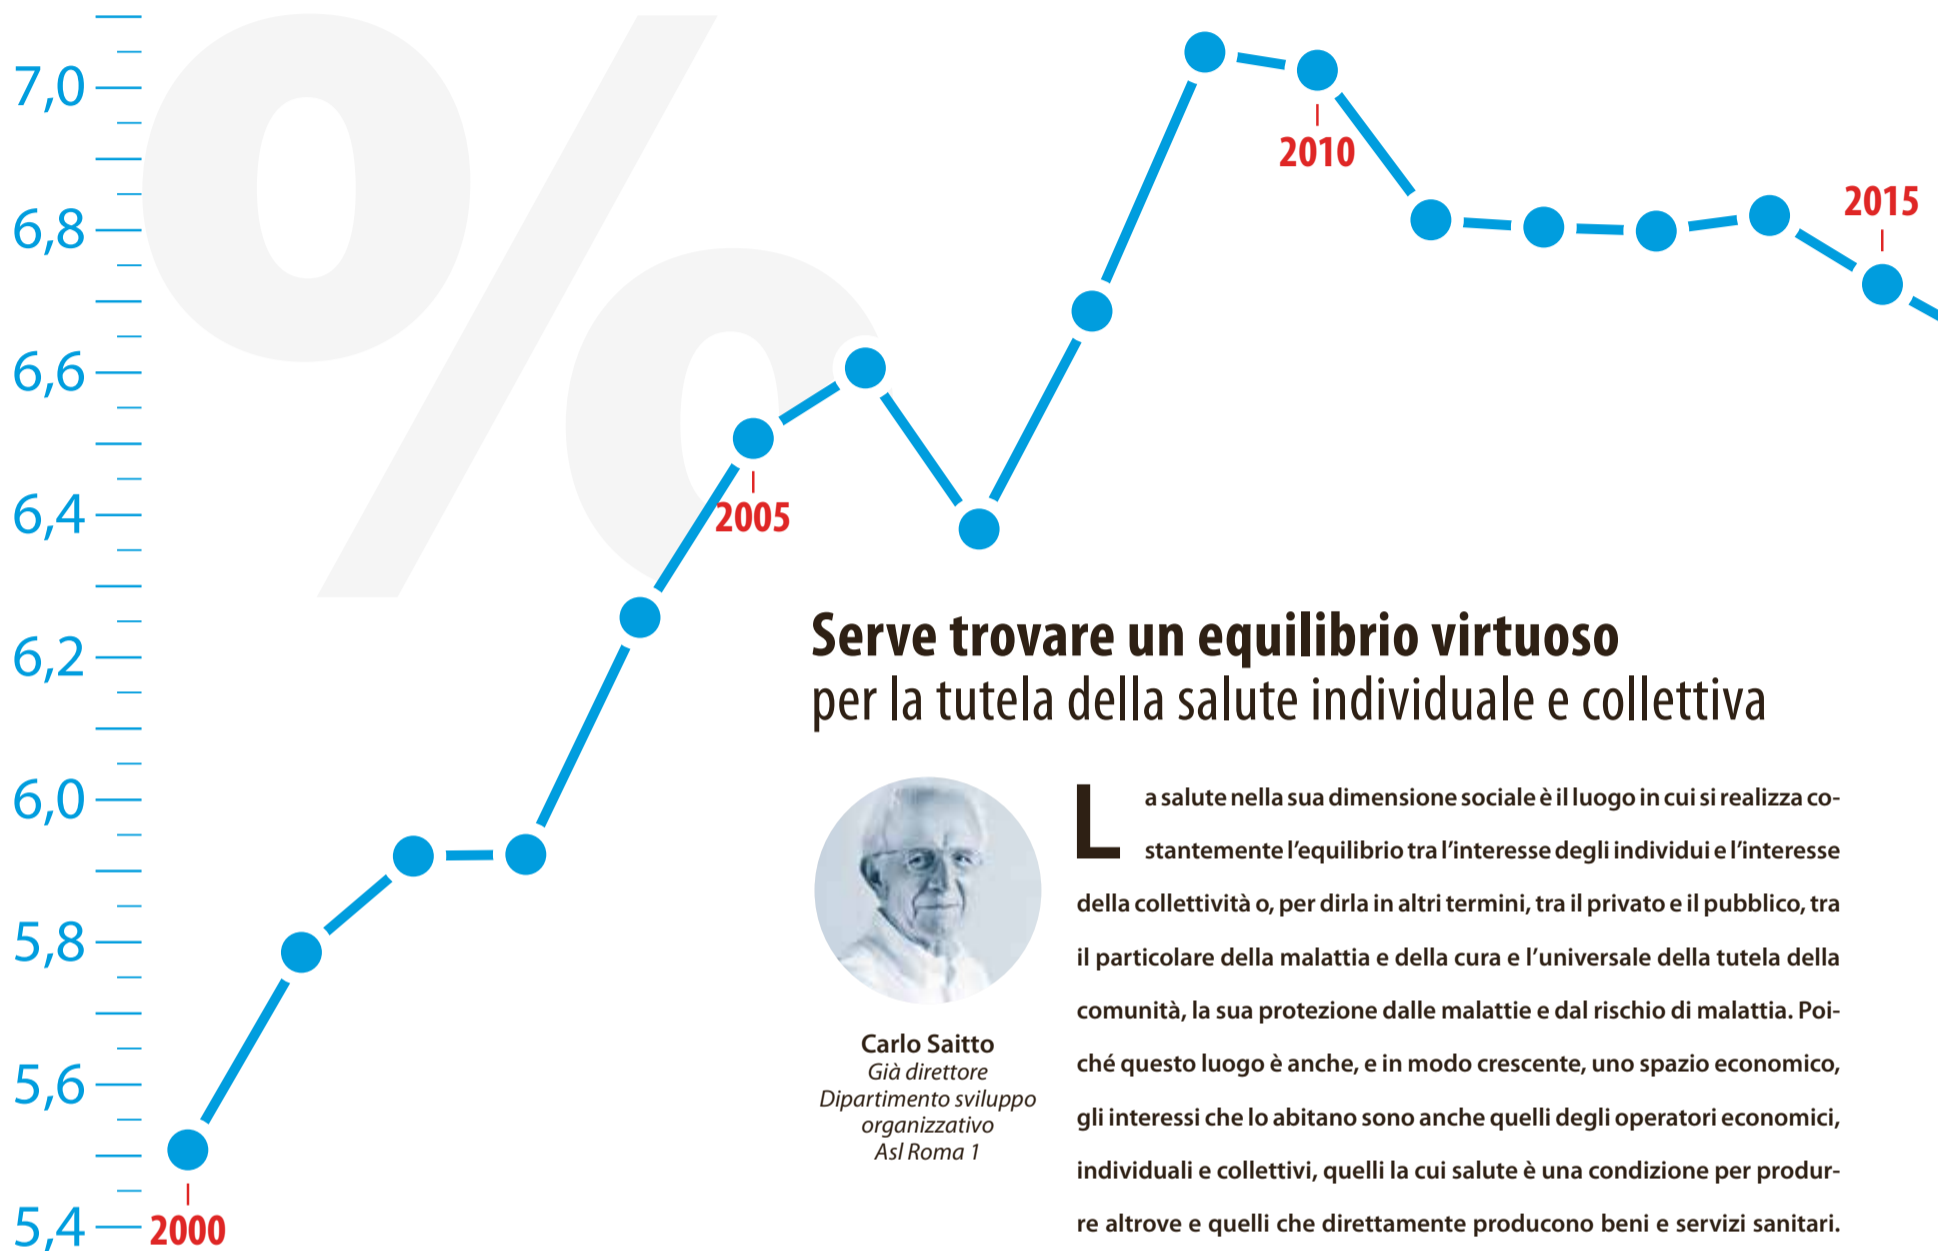 %
7,0
6,8
6,6
6,4
6,2
6,0
5,8
5,6
5,4
2000
2005
2010
2015
Serve trovare un equilibrio virtuoso
per la tutela della salute individuale e collettiva
Carlo Saitto
Già direttore
Dipartimento sviluppo
organizzativo
Asl Roma 1
La salute nella sua dimensione sociale è il luogo in cui si realizza co-
stantemente l'equilibrio tra l'interesse degli individui e l'interesse
della collettività o, per dirla in altri termini, tra il privato e il pubblico, tra
il particolare della malattia e della cura e l'universale della tutela della
comunità, la sua protezione dalle malattie e dal rischio di malattia. Poi-
ché questo luogo è anche, e in modo crescente, uno spazio economico,
gli interessi che lo abitano sono anche quelli degli operatori economici,
individuali e collettivi, quelli la cui salute è una condizione per produr-
re altrove e quelli che direttamente producono beni e servizi sanitari.